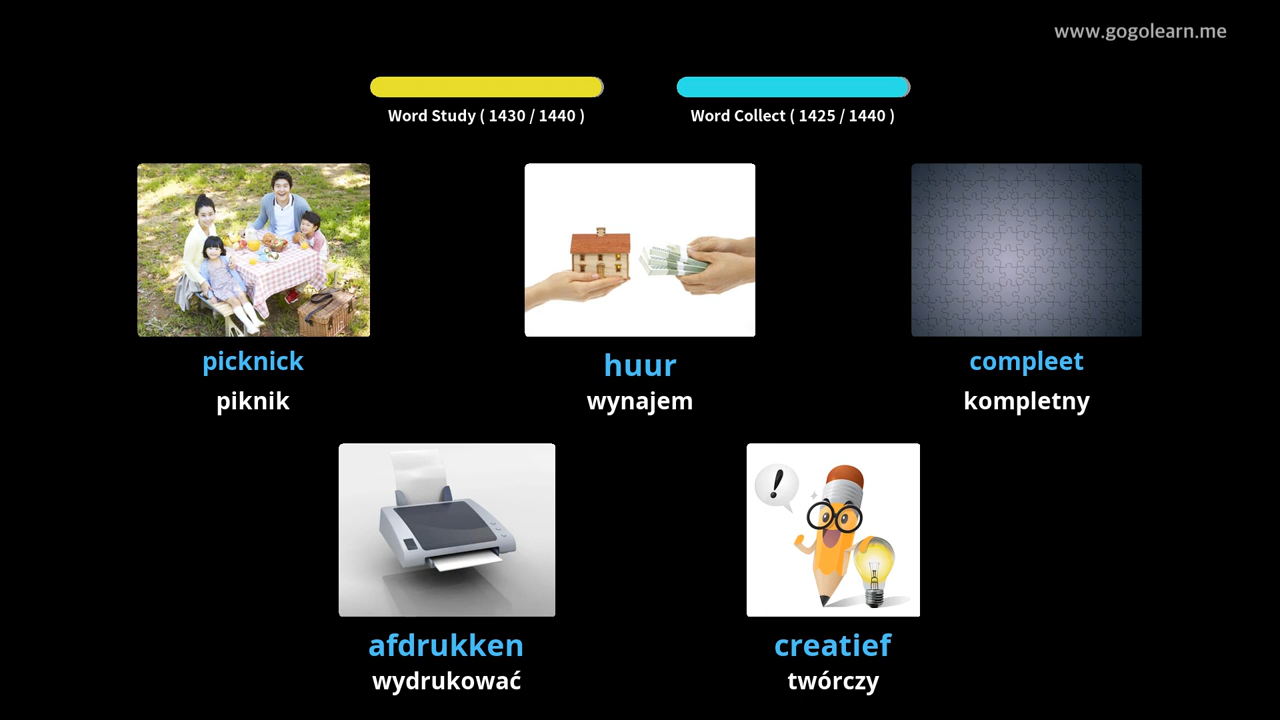 www.gogolearn.me
Word Study ( 1430 / 1440 )
Word Collect ( 1425 / 1440 )
picknick
piknik
huur
wynajem
compleet
kompletny
afdrukken
wydrukować
!
creatief
twórczy